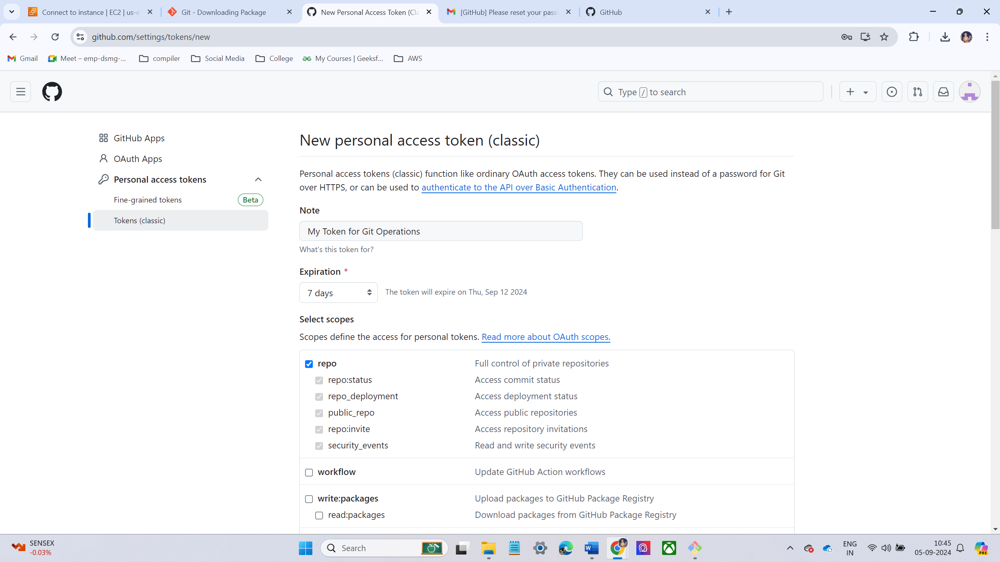 Connect to instance | EC2 | us-e
Git - Downloading Package
New Personal Access Token (Cla
[GitHub] Please reset your pass
GitHub
github.com/settings/tokens/new
Gmail
Meet – emp-dsmg-...
compiler
Social Media
College
My Courses | Geeksf...
AWS
Type / to search
GitHub Apps
OAuth Apps
Personal access tokens
Fine-grained tokens Beta
Tokens (classic)
New personal access token (classic)
Personal access tokens (classic) function like ordinary OAuth access tokens. They can be used instead of a password for Git
over HTTPS, or can be used to authenticate to the API over Basic Authentication.
Note
My Token for Git Operations
What's this token for?
Expiration *
7 days The token will expire on Thu, Sep 12 2024
Select scopes
Scopes define the access for personal tokens. Read more about OAuth scopes.
repo Full control of private repositories
repo:status Access commit status
repo_deployment Access deployment status
public_repo Access public repositories
repo:invite Access repository invitations
security_events Read and write security events
workflow Update GitHub Action workflows
write:packages Upload packages to GitHub Package Registry
read:packages Download packages from GitHub Package Registry
SENSEX
-0.03%
Search
ENG
IN
10:45
05-09-2024
PRE